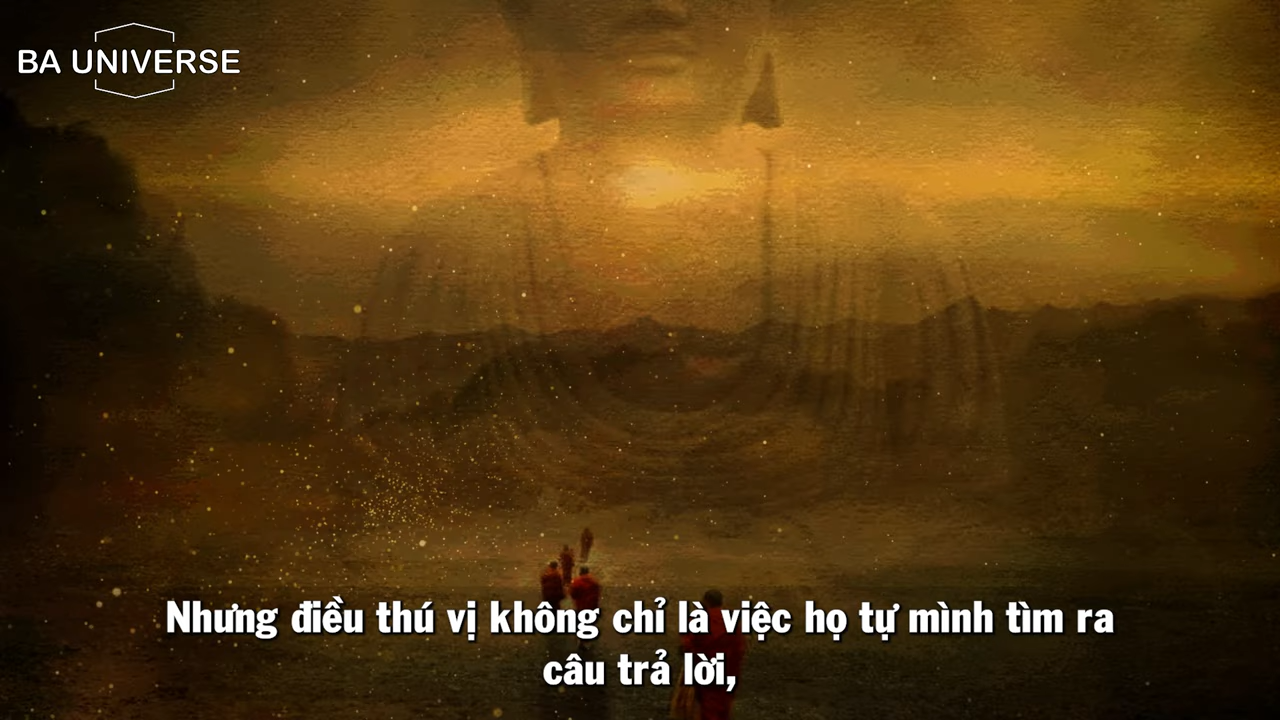 BA UNIVERSE
Nhưng điều thú vị không chỉ là việc họ tự mình tìm ra
câu trả lời,